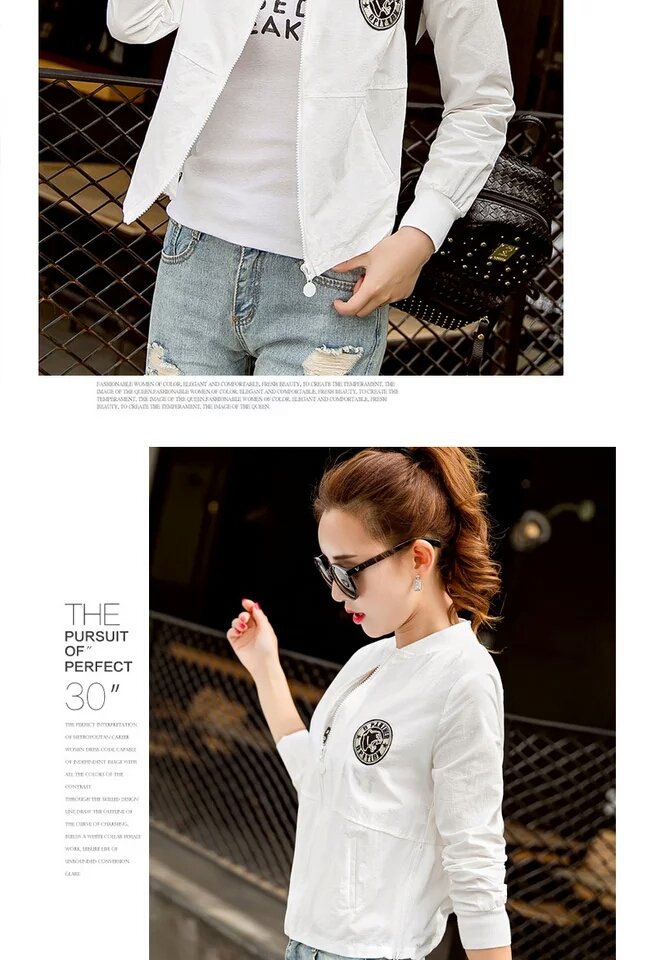 EAK
FASHIONABLE WOMEN OF COLOR, ELEGANT AND COMFORTABLE, FRESH BEAUTY, TO CREATE THE TEMPERAMENT, THE
IMAGE OF THE QUEEN.FASHIONABLE WOMEN OF COLOR, ELEGANT AND COMFORTABLE, FRESH BEAUTY, TO CREATE THE
TEMPERAMENT, THE IMAGE OF THE QUEEN.FASHIONABLE WOMEN OF COLOR, ELEGANT AND COMFORTABLE, FRESH
BEAUTY, TO CREATE THE TEMPERAMENT, THE IMAGE OF THE QUEEN.
THE
PURSUIT
OF”
PERFECT
30”
THE PERFECT INTERPRETATION
OF METROPOLITAN CAREER
WOMEN DRESS CODE CAPABLE
OF INDEPENDENT IMAGE WITH
ALL THE COLORS OF THE
CONTRAST
THROUGH THE SKILLED DESIGN
LINE DRAW THE OUTLINE OF
THE CURVE OF CHARMING,
BUILDS A WHITE COLLAR FEMALE
WORK, LEISURE LIFE OF
UNBOUNDED CONVERSION
GLARE